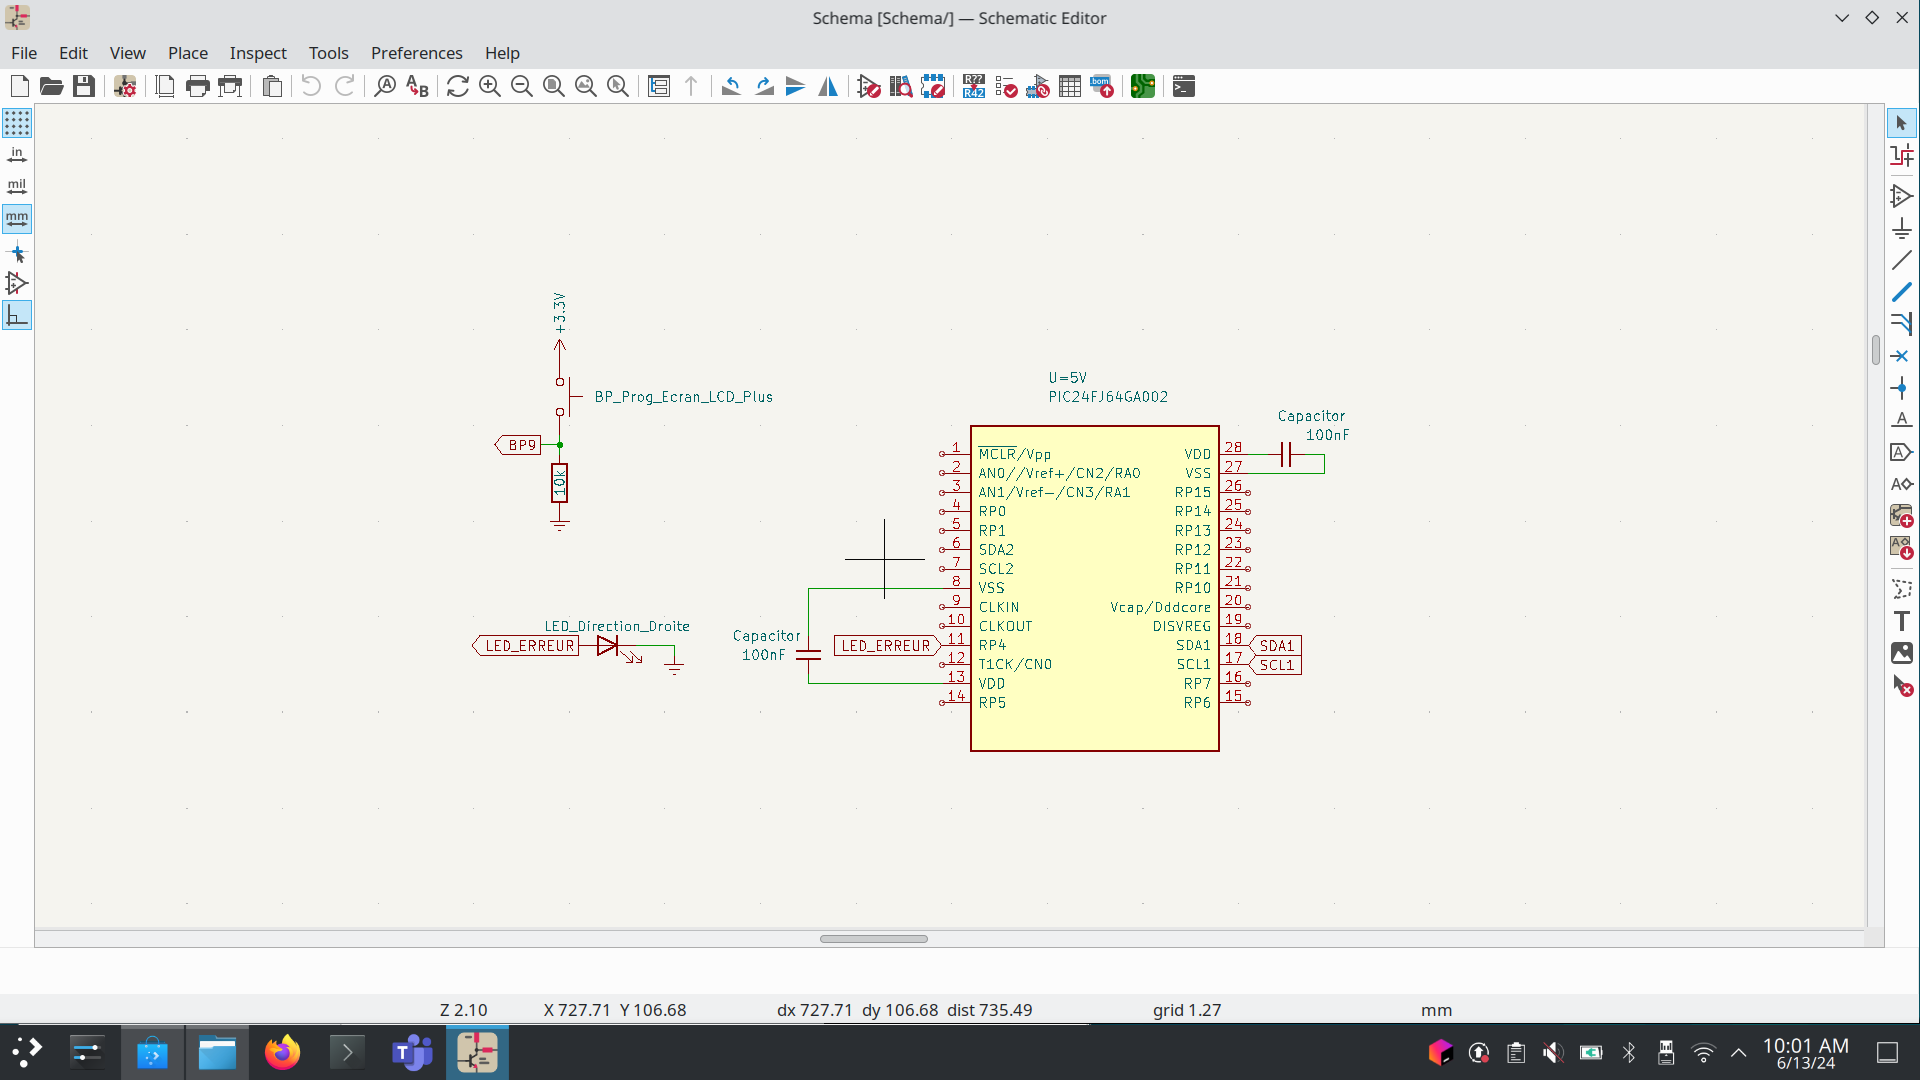 Schema [Schema/] — Schematic Editor
File Edit View Place Inspect Tools Preferences Help
A
A B
R??
R42
bom
in
mil
mm
+3.3V
BP_Prog_Ecran_LCD_Plus
BP9
10k
LED_Direction_Droite
LED_ERREUR
Capacitor
100nF
LED_ERREUR
U=5V
PIC24FJ64GA002
Capacitor
100nF
1 MCLR/Vpp VDD 28
2 AN0//Vref+/CN2/RA0 VSS 27
3 AN1/Vref-/CN3/RA1 RP15 26
4 RP0 RP14 25
5 RP1 RP13 24
6 SDA2 RP12 23
7 SCL2 RP11 22
8 VSS RP10 21
9 CLKIN Vcap/Dddcore 20
10 CLKOUT DISVREG 19
11 RP4 SDA1 18 SDA1
12 T1CK/CN0 SCL1 17 SCL1
13 VDD RP7 16
14 RP5 RP6 15
A
A
A
A
T
Z 2.10 X 727.71 Y 106.68 dx 727.71 dy 106.68 dist 735.49 grid 1.27 mm
T
10:01 AM
6/13/24